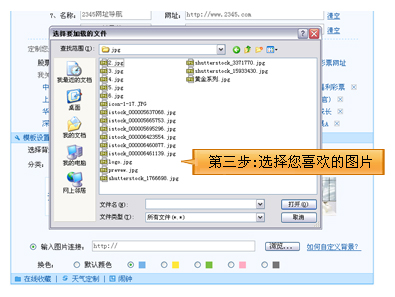 7、名称： 2345网址导航 网址： http://www.2345.com 清空
清空
选择要加载的文件
查找范围(I): jpg
我最近的文档
桌面
我的文档
我的电脑
网上邻居
2.jpg
3.jpg
4.jpg
5.jpg
6.jpg
icon-1-17.JPG
istock_000005637068.jpg
istock_000005667753.jpg
istock_000005695296.jpg
istock_000006403064.jpg
istock_000006460877.jpg
istock_000006461139.jpg
logo.jpg
preview.jpg
shutterstock_1766698.jpg
shutterstock_3371770.jpg
shutterstock_15933430.jpg
黄金系列.jpg
第三步:选择您喜欢的图片
文件名(N):
打开(O)
文件类型(T): 所有文件(*.*)
取消
模板设置
分类：
输入图片连接： http:// 浏览... 如何自定义背景?
换色： 默认颜色
在线收藏 | 天气定制 | 闹钟